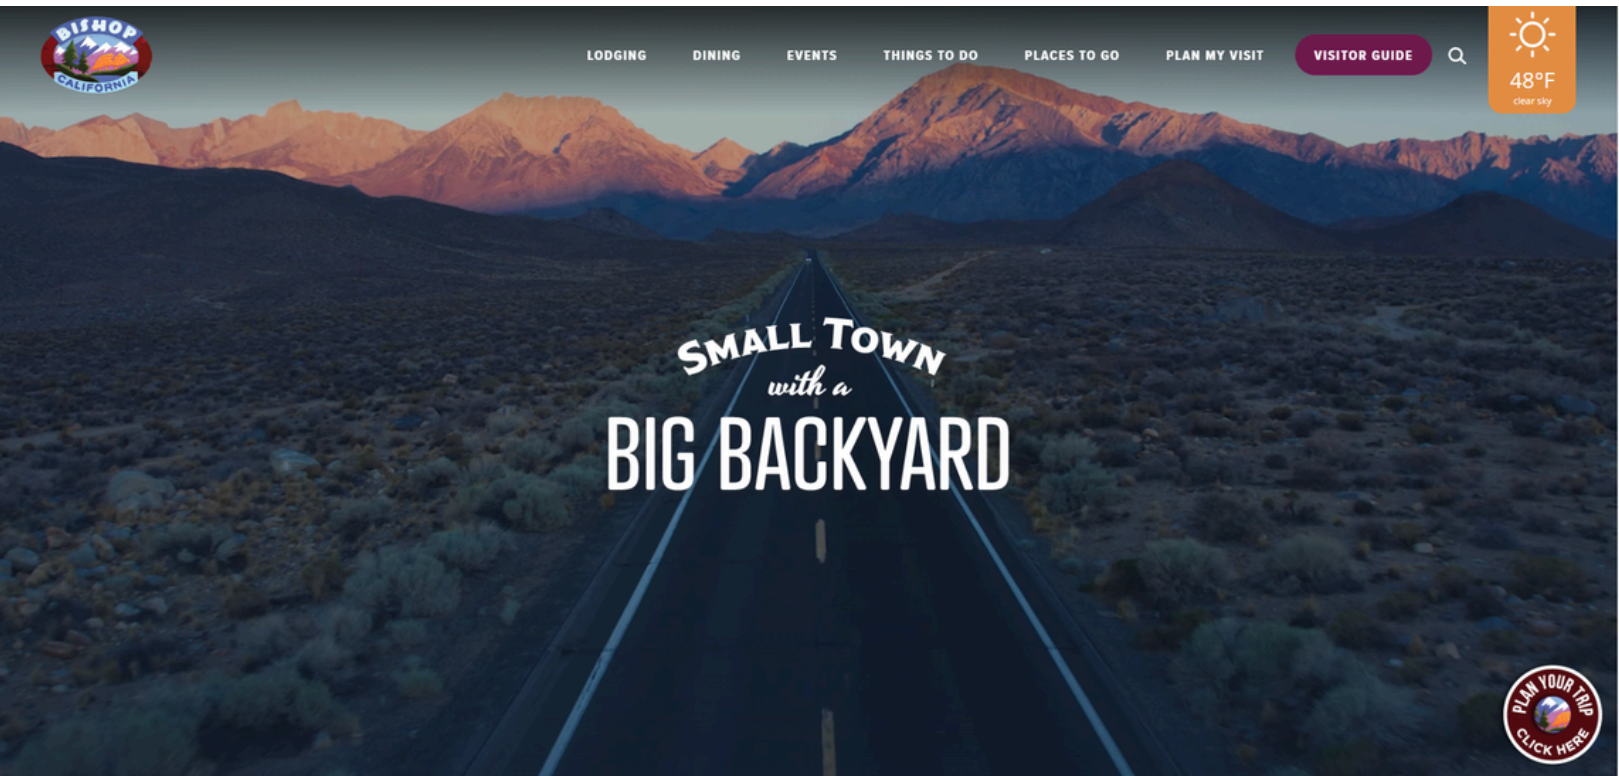 BISHOP
CALIFORNIA
LODGING
DINING
EVENTS
THINGS TO DO
PLACES TO GO
PLAN MY VISIT
VISITOR GUIDE
48°F
clear sky
SMALL TOWN
with a
BIG BACKYARD
PLAN YOUR TRIP
CLICK HERE